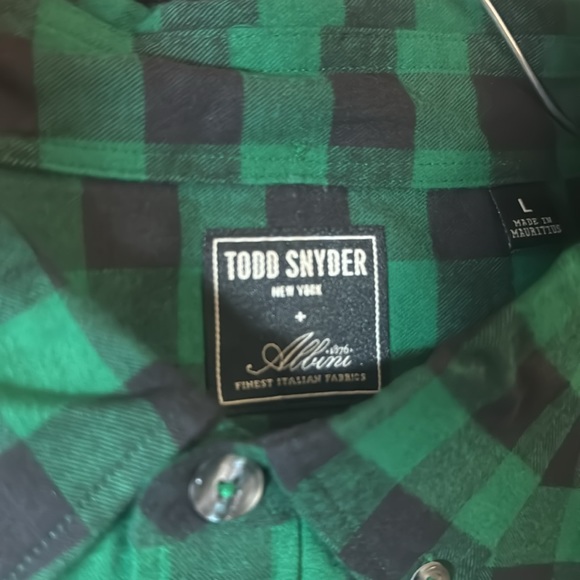 TODD SNYDER
NEW YORK
+
Albini
·1876·
FINEST ITALIAN FABRICS
L
MADE IN
MAURITIUS